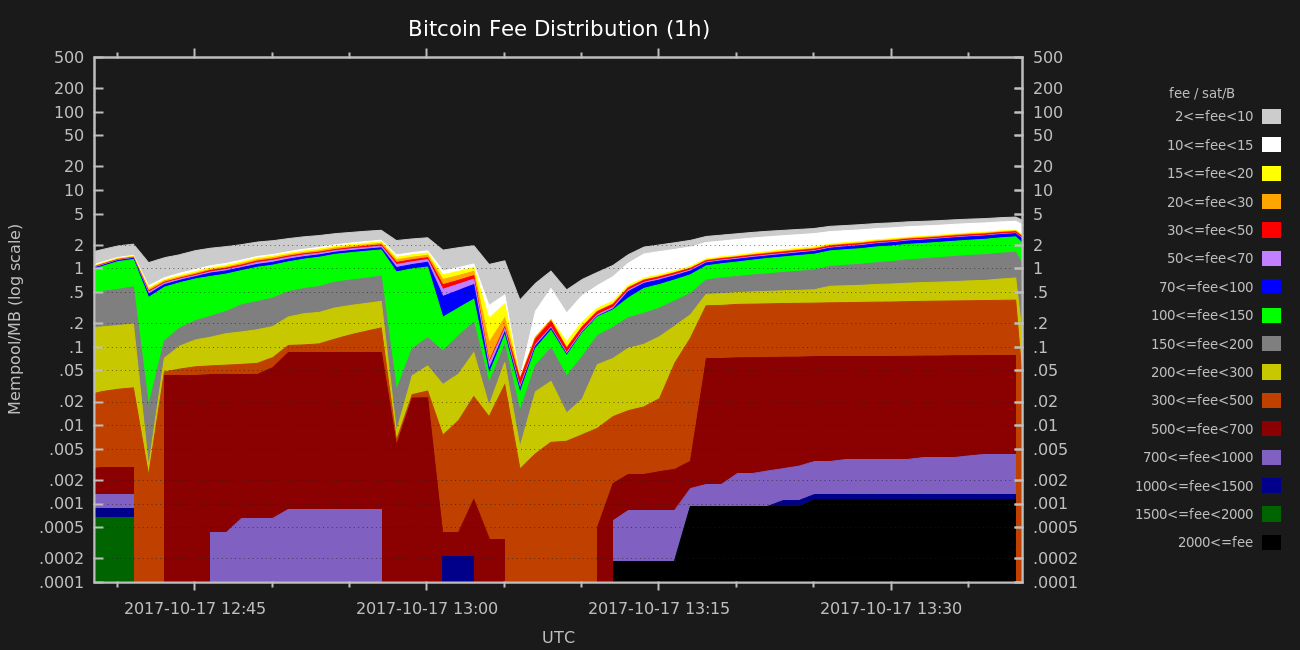 Bitcoin Fee Distribution (1h)
Mempool/MB (log scale)
500
200
100
50
20
10
5
2
1
.5
.2
.1
.05
.02
.01
.005
.002
.001
.0005
.0002
.0001
500
200
100
50
20
10
5
2
1
.5
.2
.1
.05
.02
.01
.005
.002
.001
.0005
.0002
.0001
2017-10-17 12:45
2017-10-17 13:00
2017-10-17 13:15
2017-10-17 13:30
UTC
fee / sat/B
2<=fee<10
10<=fee<15
15<=fee<20
20<=fee<30
30<=fee<50
50<=fee<70
70<=fee<100
100<=fee<150
150<=fee<200
200<=fee<300
300<=fee<500
500<=fee<700
700<=fee<1000
1000<=fee<1500
1500<=fee<2000
2000<=fee